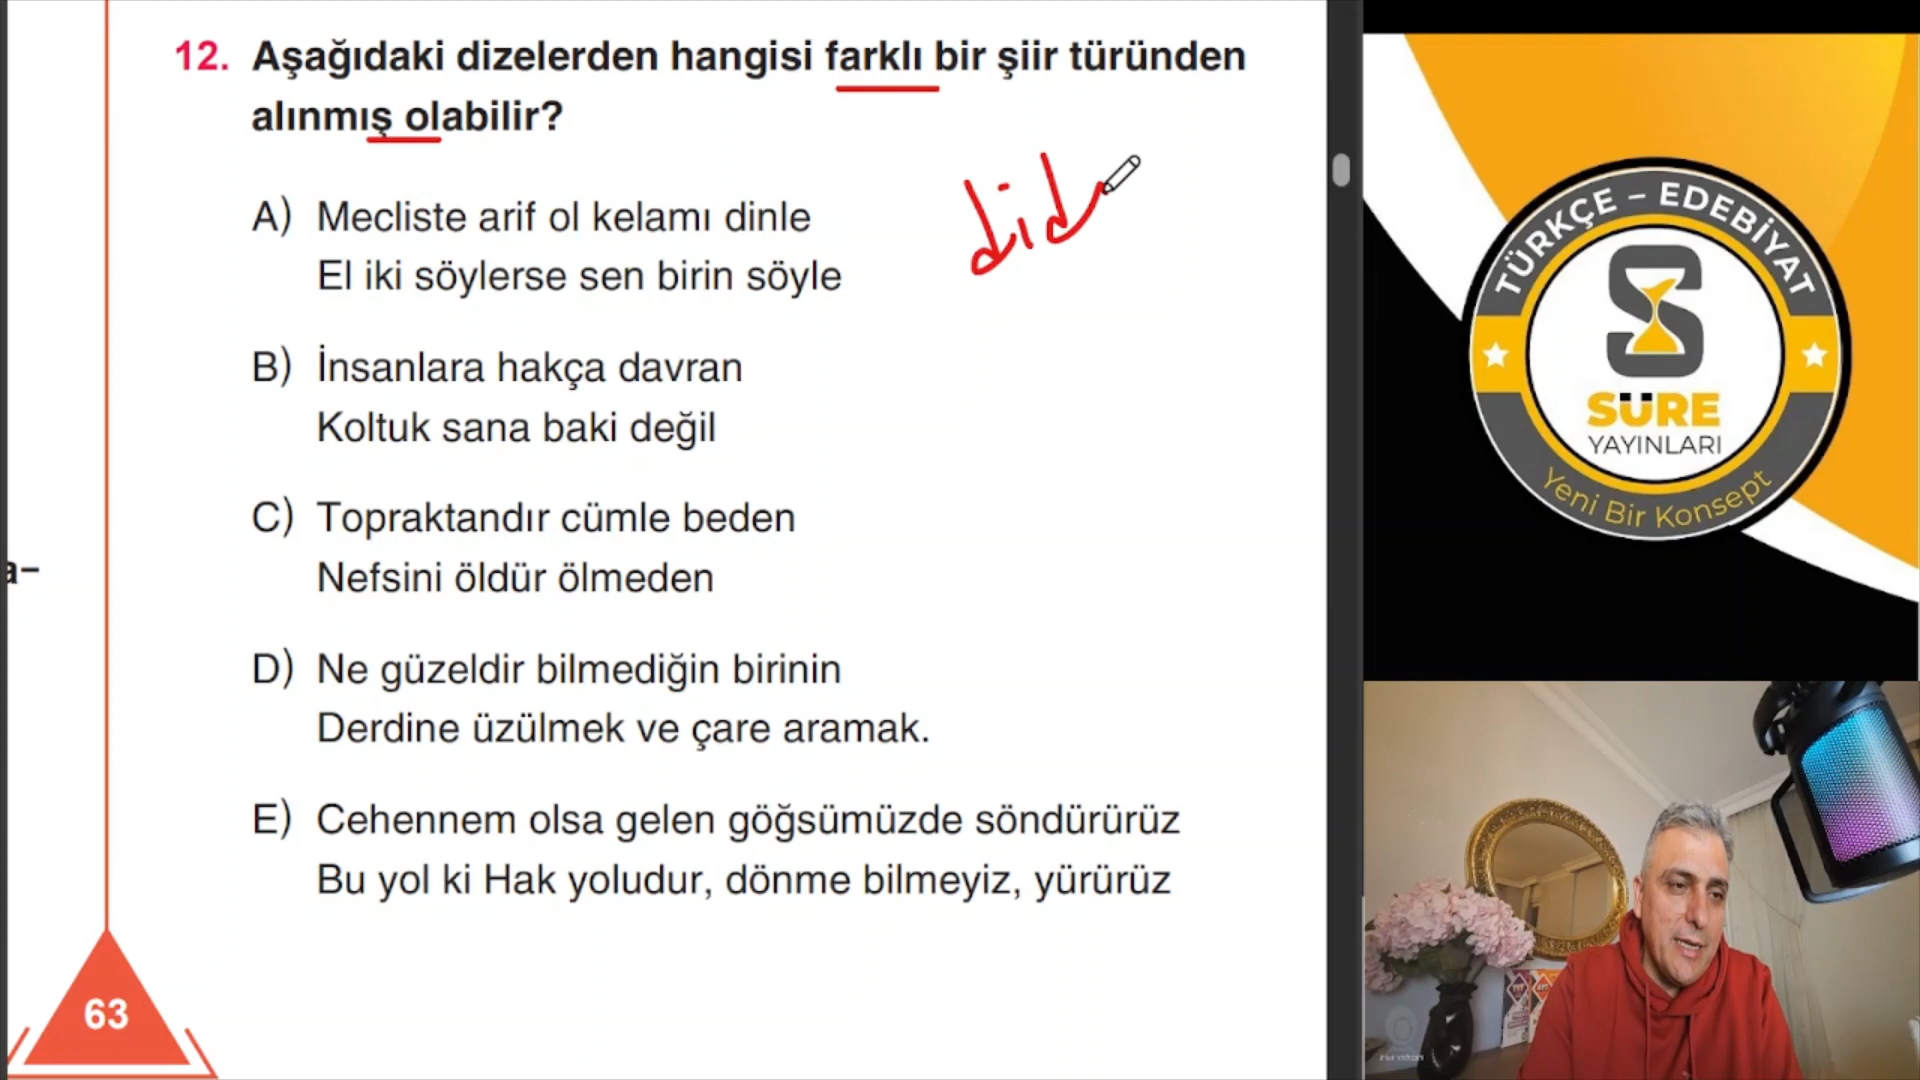 12. Aşağıdaki dizelerden hangisi farklı bir şiir türünden
alınmış olabilir?
A) Mecliste arif ol kelamı dinle
El iki söylerse sen birin söyle
B) İnsanlara hakça davran
Koltuk sana baki değil
C) Topraktandır cümle beden
Nefsini öldür ölmeden
D) Ne güzeldir bilmediğin birinin
Derdine üzülmek ve çare aramak.
E) Cehennem olsa gelen göğsümüzde söndürürüz
Bu yol ki Hak yoludur, dönme bilmeyiz, yürürüz
did
a–
63
TÜRKÇE – EDEBİYAT
SÜRE
YAYINLARI
Yeni Bir Konsept